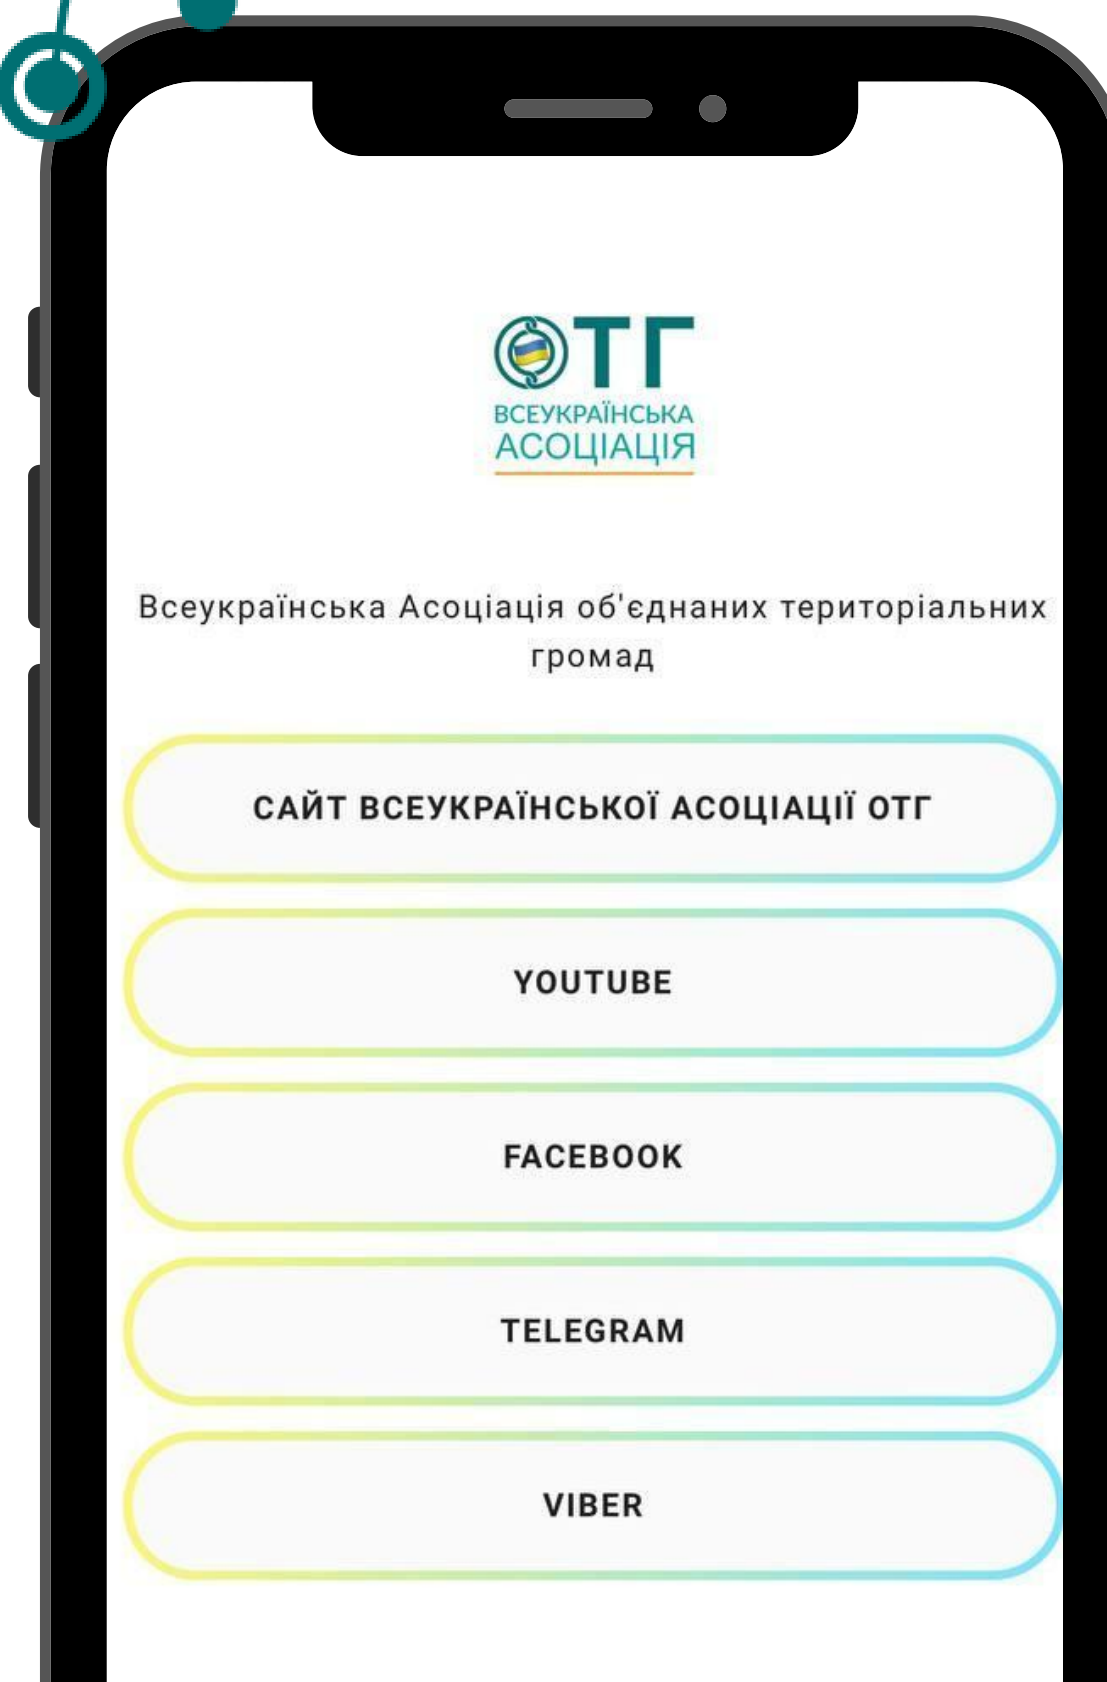 ОТГ
ВСЕУКРАЇНСЬКА
АСОЦІАЦІЯ
Всеукраїнська Асоціація об'єднаних територіальних
громад
САЙТ ВСЕУКРАЇНСЬКОЇ АСОЦІАЦІЇ ОТГ
YOUTUBE
FACEBOOK
TELEGRAM
VIBER